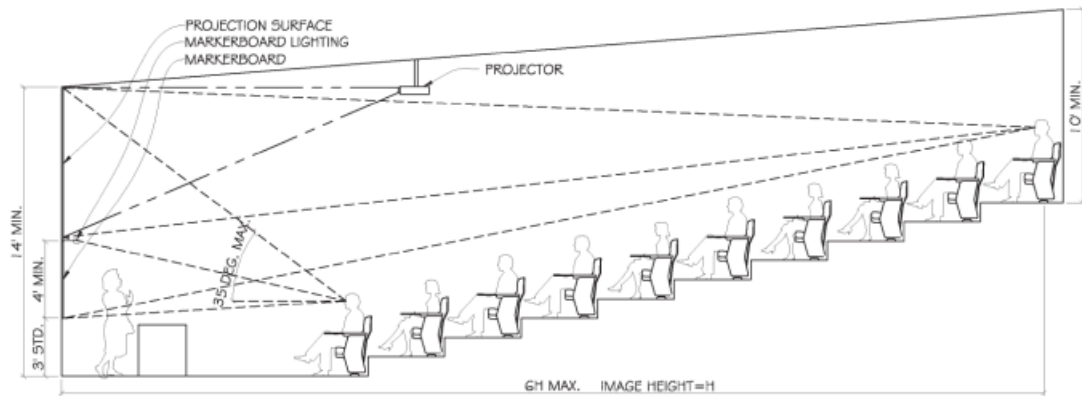 PROJECTION SURFACE
MARKERBOARD LIGHTING
MARKERBOARD
PROJECTOR
10' MIN.
14' MIN.
4' MIN.
3' STD.
35 DEG. MAX.
6H MAX. IMAGE HEIGHT=H